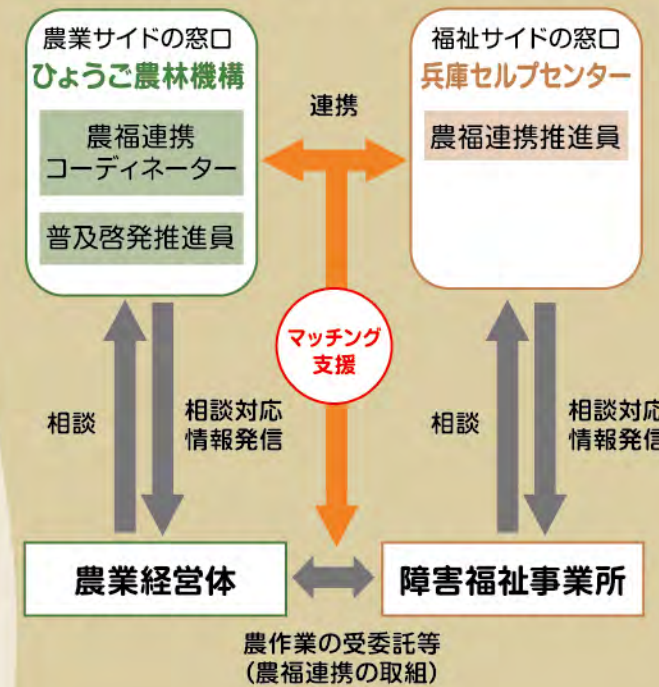 農業サイドの窓口
ひょうご農林機構
農福連携
コーディネーター
普及啓発推進員
連携
福祉サイドの窓口
兵庫セルプセンター
農福連携推進員
マッチング
支援
相談
相談対応
情報発信
相談
相談対応
情報発信
農業経営体
障害福祉事業所
農作業の受委託等
(農福連携の取組)